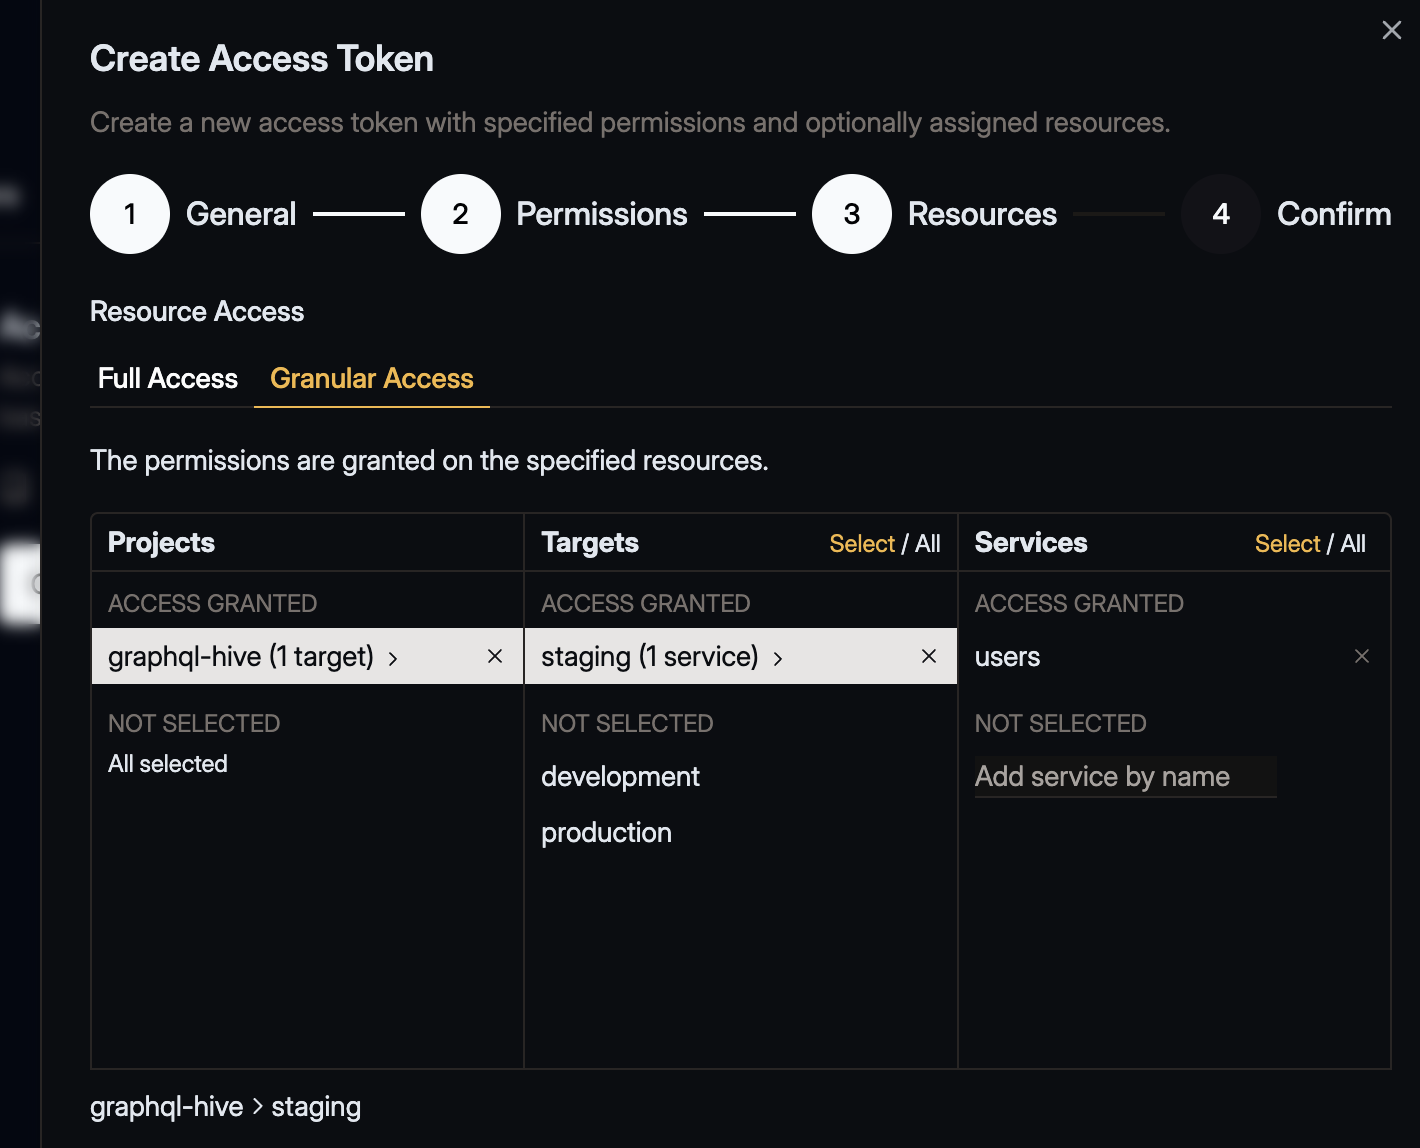 Create Access Token
Create a new access token with specified permissions and optionally assigned resources.
1 General 2 Permissions 3 Resources 4 Confirm
Resource Access
Full Access Granular Access
The permissions are granted on the specified resources.
Projects
ACCESS GRANTED
graphql-hive (1 target) >
NOT SELECTED
All selected
Targets Select / All
ACCESS GRANTED
staging (1 service) >
NOT SELECTED
development
production
Services Select / All
ACCESS GRANTED
users
NOT SELECTED
Add service by name
graphql-hive > staging